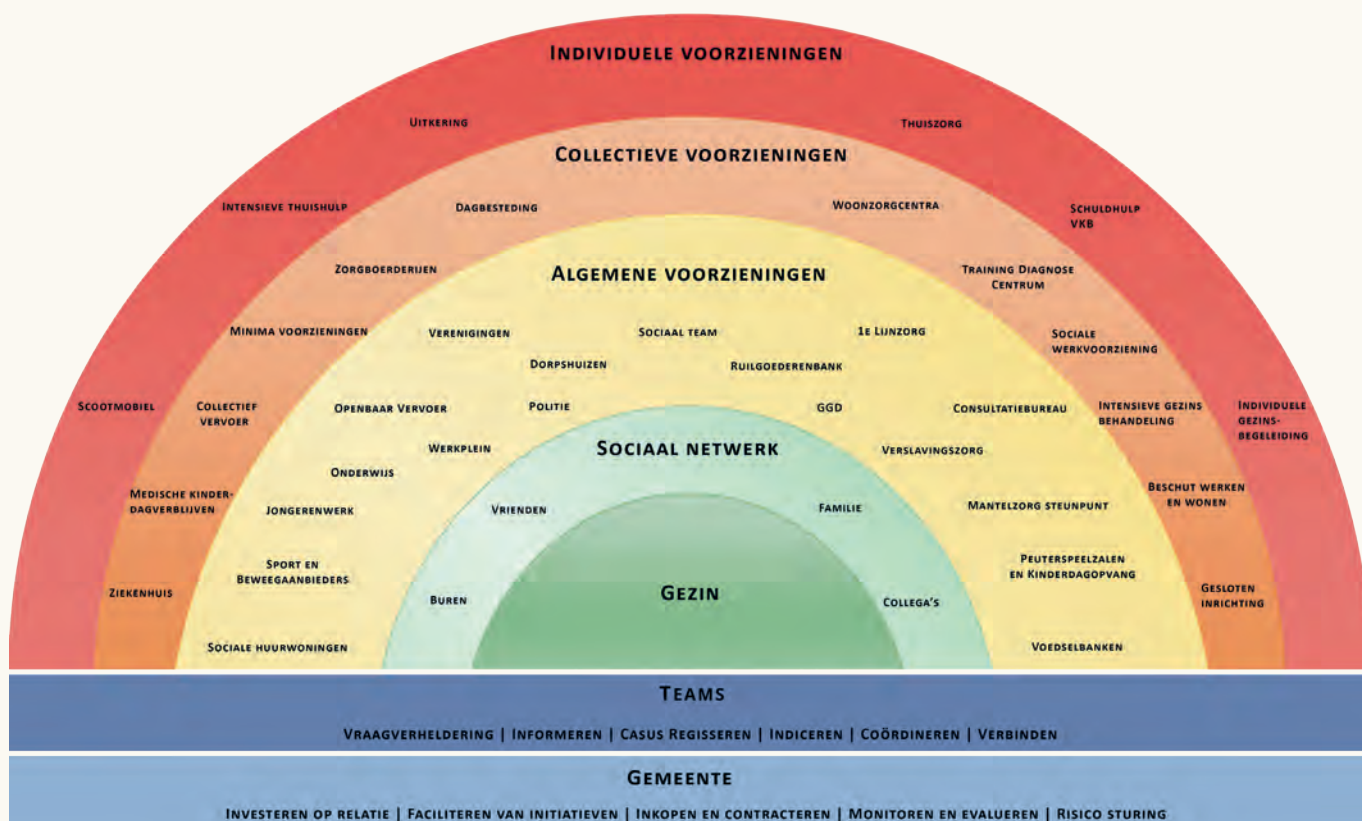 INDIVIDUELE VOORZIENINGEN
UITKERING
THUISZORG
INTENSIEVE THUISHULP
SCHULDHULP
VKB
SCOOTMOBIEL
INDIVIDUELE
GEZINS-
BEGELEIDING
COLLECTIEVE VOORZIENINGEN
DAGBESTEDING
WOONZORGCENTRA
ZORGBOERDERIJEN
TRAINING DIAGNOSE
CENTRUM
MINIMA VOORZIENINGEN
SOCIALE
WERKVOORZIENING
COLLECTIEF
VERVOER
INTENSIEVE GEZINS
BEHANDELING
MEDISCHE KINDER-
DAGVERBLIJVEN
BESCHUT WERKEN
EN WONEN
ZIEKENHUIS
GESLOTEN
INRICHTING
ALGEMENE VOORZIENINGEN
VERENIGINGEN
SOCIAAL TEAM
1E LIJNZORG
DORPSHUIZEN
RUILGOEDERENBANK
OPENBAAR VERVOER
POLITIE
GGD
CONSULTATIEBUREAU
WERKPLEIN
VERSLAVINGSZORG
ONDERWIJS
JONGERENWERK
MANTELZORG STEUNPUNT
SPORT EN
BEWEEGAANBIEDERS
PEUTERSPEELZALEN
EN KINDERDAGOPVANG
SOCIALE HUURWONINGEN
VOEDSELBANKEN
SOCIAAL NETWERK
VRIENDEN
FAMILIE
BUREN
COLLEGA'S
GEZIN
TEAMS
VRAAGVERHELDERING | INFORMEREN | CASUS REGISSEREN | INDICEREN | COÖRDINEREN | VERBINDEN
GEMEENTE
INVESTEREN OP RELATIE | FACILITEREN VAN INITIATIEVEN | INKOPEN EN CONTRACTEREN | MONITOREN EN EVALUEREN | RISICO STURING